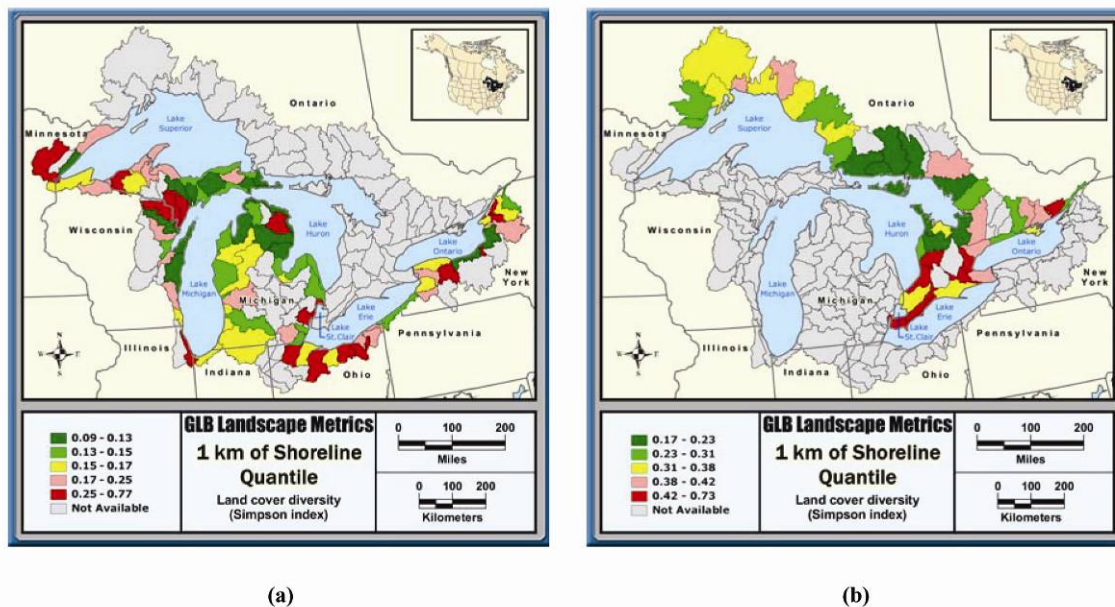 Ontario
Lake
Superior
Minnesota
Wisconsin
Lake
Huron
Lake
Ontario
Lake
Michigan
Michigan
New
York
Lake
Erie
Lake
St.Clair
Pennsylvania
Illinois
Indiana
Ohio
N
W
E
S
0.09 - 0.13
0.13 - 0.15
0.15 - 0.17
0.17 - 0.25
0.25 - 0.77
Not Available
GLB Landscape Metrics
1 km of Shoreline
Quantile
Land cover diversity
(Simpson index)
0 100 200
Miles
0 100 200
Kilometers
(a)
Ontario
Lake
Superior
Minnesota
Wisconsin
Lake
Huron
Lake
Ontario
Lake
Michigan
Michigan
New
York
Lake
Erie
Lake
St.Clair
Pennsylvania
Illinois
Indiana
Ohio
N
W
E
S
0.17 - 0.23
0.23 - 0.31
0.31 - 0.38
0.38 - 0.42
0.42 - 0.73
Not Available
GLB Landscape Metrics
1 km of Shoreline
Quantile
Land cover diversity
(Simpson index)
0 100 200
Miles
0 100 200
Kilometers
(b)